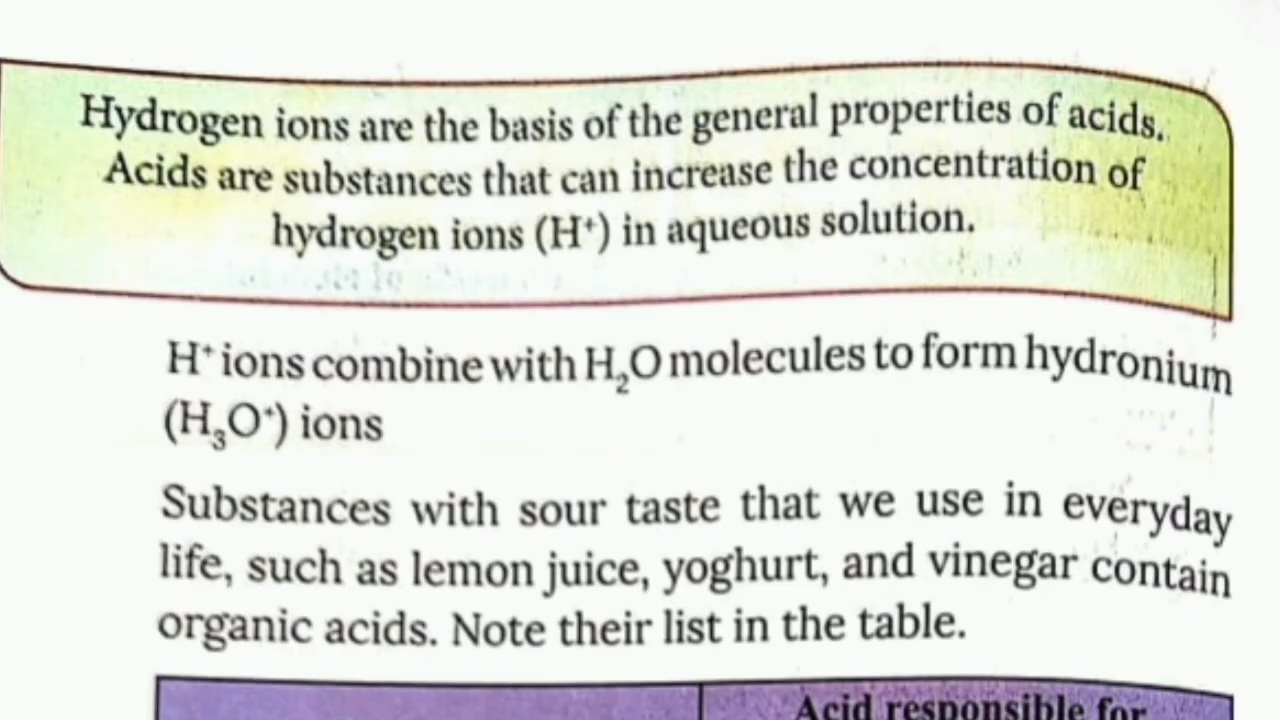 Hydrogen ions are the basis of the general properties of acids.
Acids are substances that can increase the concentration of
hydrogen ions (H⁺) in aqueous solution.
H⁺ ions combine with H₂O molecules to form hydronium
(H₃O⁺) ions
Substances with sour taste that we use in everyday
life, such as lemon juice, yoghurt, and vinegar contain
organic acids. Note their list in the table.
Acid responsible for